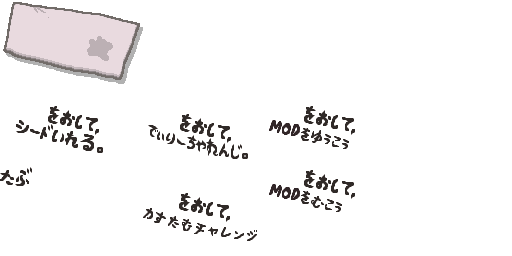 をおして、
シードいれる。
をおして、
でいりーちゃれんじ。
をおして、
MODをゆうこう
たぶ
をおして、
かすたむチャレンジ
をおして、
MODをむこう